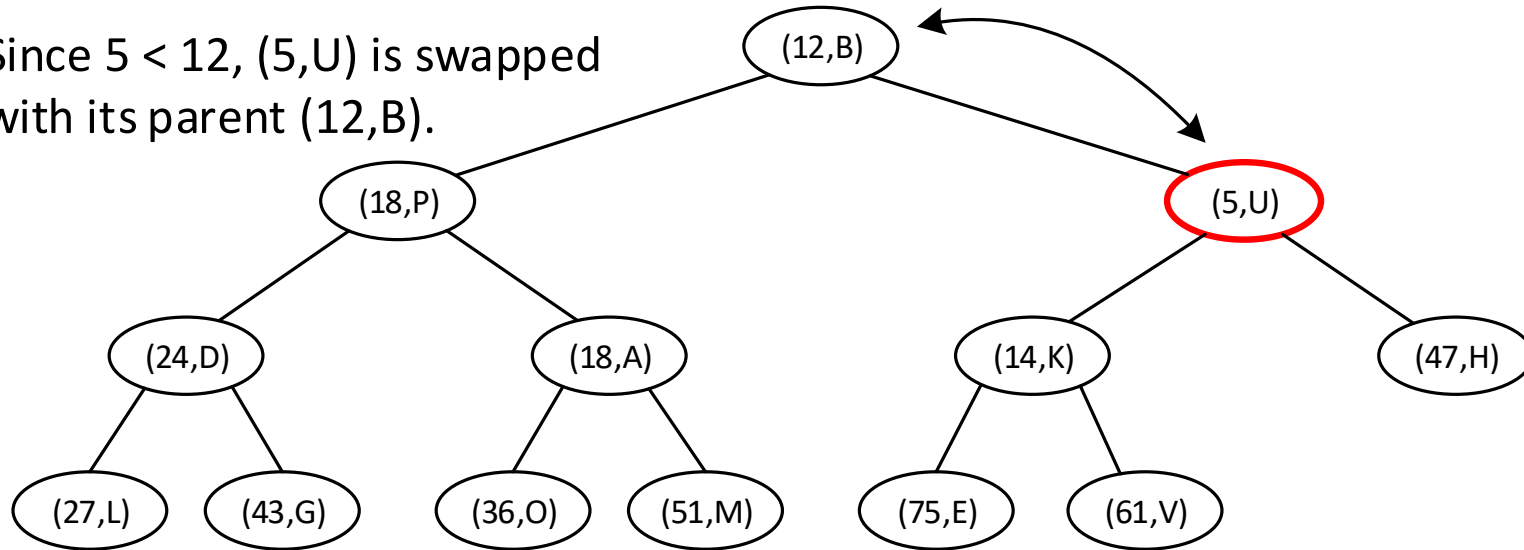 Since 5 < 12, (5,U) is swapped
with its parent (12,B).
(12,B)
(18,P) (5,U)
(24,D) (18,A) (14,K) (47,H)
(27,L) (43,G) (36,O) (51,M) (75,E) (61,V)